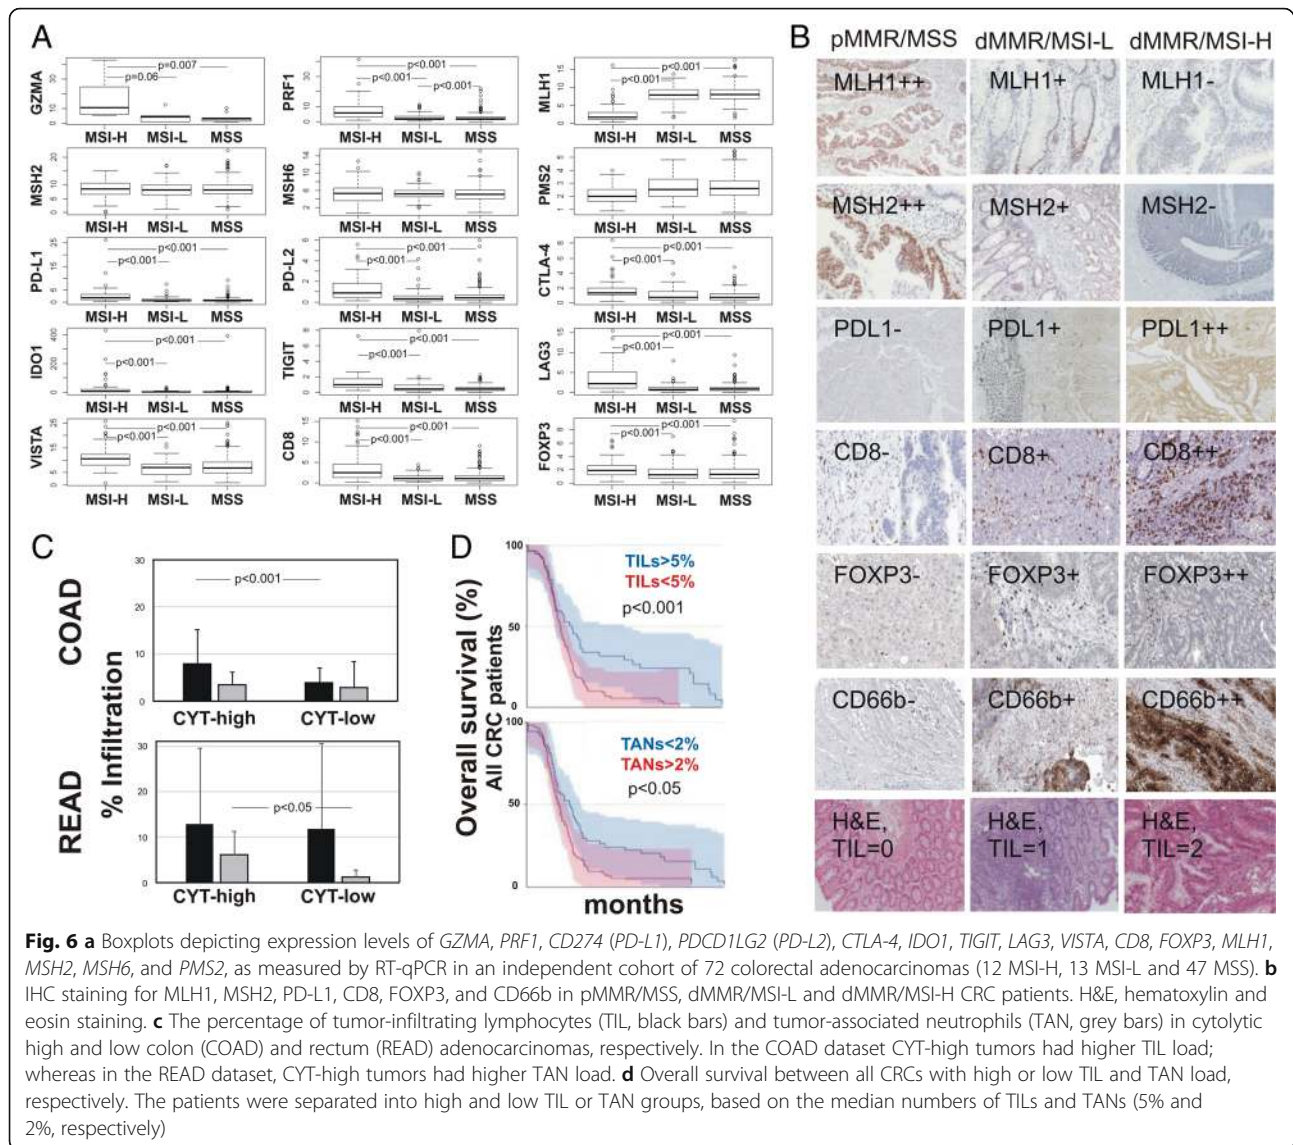 A
GZMA
p=0.007
p=0.06
MSI-H MSI-L MSS
PRF1
p<0.001
p<0.001
p<0.001
MSI-H MSI-L MSS
MLH1
p<0.001
p<0.001
MSI-H MSI-L MSS
MSH2
MSI-H MSI-L MSS
MSH6
MSI-H MSI-L MSS
PMS2
MSI-H MSI-L MSS
PD-L1
p<0.001
p<0.001
MSI-H MSI-L MSS
PD-L2
p<0.001
p<0.001
MSI-H MSI-L MSS
CTLA-4
p<0.001
p<0.001
MSI-H MSI-L MSS
IDO1
p<0.001
p<0.001
MSI-H MSI-L MSS
TIGIT
p<0.001
p<0.001
MSI-H MSI-L MSS
LAG3
p<0.001
p<0.001
MSI-H MSI-L MSS
VISTA
p<0.001
p<0.001
MSI-H MSI-L MSS
CD8
p<0.001
p<0.001
MSI-H MSI-L MSS
FOXP3
p<0.001
p<0.001
MSI-H MSI-L MSS
B
pMMR/MSS dMMR/MSI-L dMMR/MSI-H
MLH1++ MLH1+ MLH1-
MSH2++ MSH2+ MSH2-
PDL1- PDL1+ PDL1++
CD8- CD8+ CD8++
FOXP3- FOXP3+ FOXP3++
CD66b- CD66b+ CD66b++
H&E, H&E, H&E,
TIL=0 TIL=1 TIL=2
C
COAD
READ
% Infiltration
30
20
10
0
p<0.001
CYT-high CYT-low
30
20
10
0
p<0.05
CYT-high CYT-low
D
Overall survival (%)
All CRC patients
100
50
TILs>5%
TILs<5%
p<0.001
100
50
0
TANs<2%
TANs>2%
p<0.05
months
Fig. 6 a Boxplots depicting expression levels of GZMA, PRF1, CD274 (PD-L1), PDCD1LG2 (PD-L2), CTLA-4, IDO1, TIGIT, LAG3, VISTA, CD8, FOXP3, MLH1,
MSH2, MSH6, and PMS2, as measured by RT-qPCR in an independent cohort of 72 colorectal adenocarcinomas (12 MSI-H, 13 MSI-L and 47 MSS). b
IHC staining for MLH1, MSH2, PD-L1, CD8, FOXP3, and CD66b in pMMR/MSS, dMMR/MSI-L and dMMR/MSI-H CRC patients. H&E, hematoxylin and
eosin staining. c The percentage of tumor-infiltrating lymphocytes (TIL, black bars) and tumor-associated neutrophils (TAN, grey bars) in cytolytic
high and low colon (COAD) and rectum (READ) adenocarcinomas, respectively. In the COAD dataset CYT-high tumors had higher TIL load;
whereas in the READ dataset, CYT-high tumors had higher TAN load. d Overall survival between all CRCs with high or low TIL and TAN load,
respectively. The patients were separated into high and low TIL or TAN groups, based on the median numbers of TILs and TANs (5% and
2%, respectively)